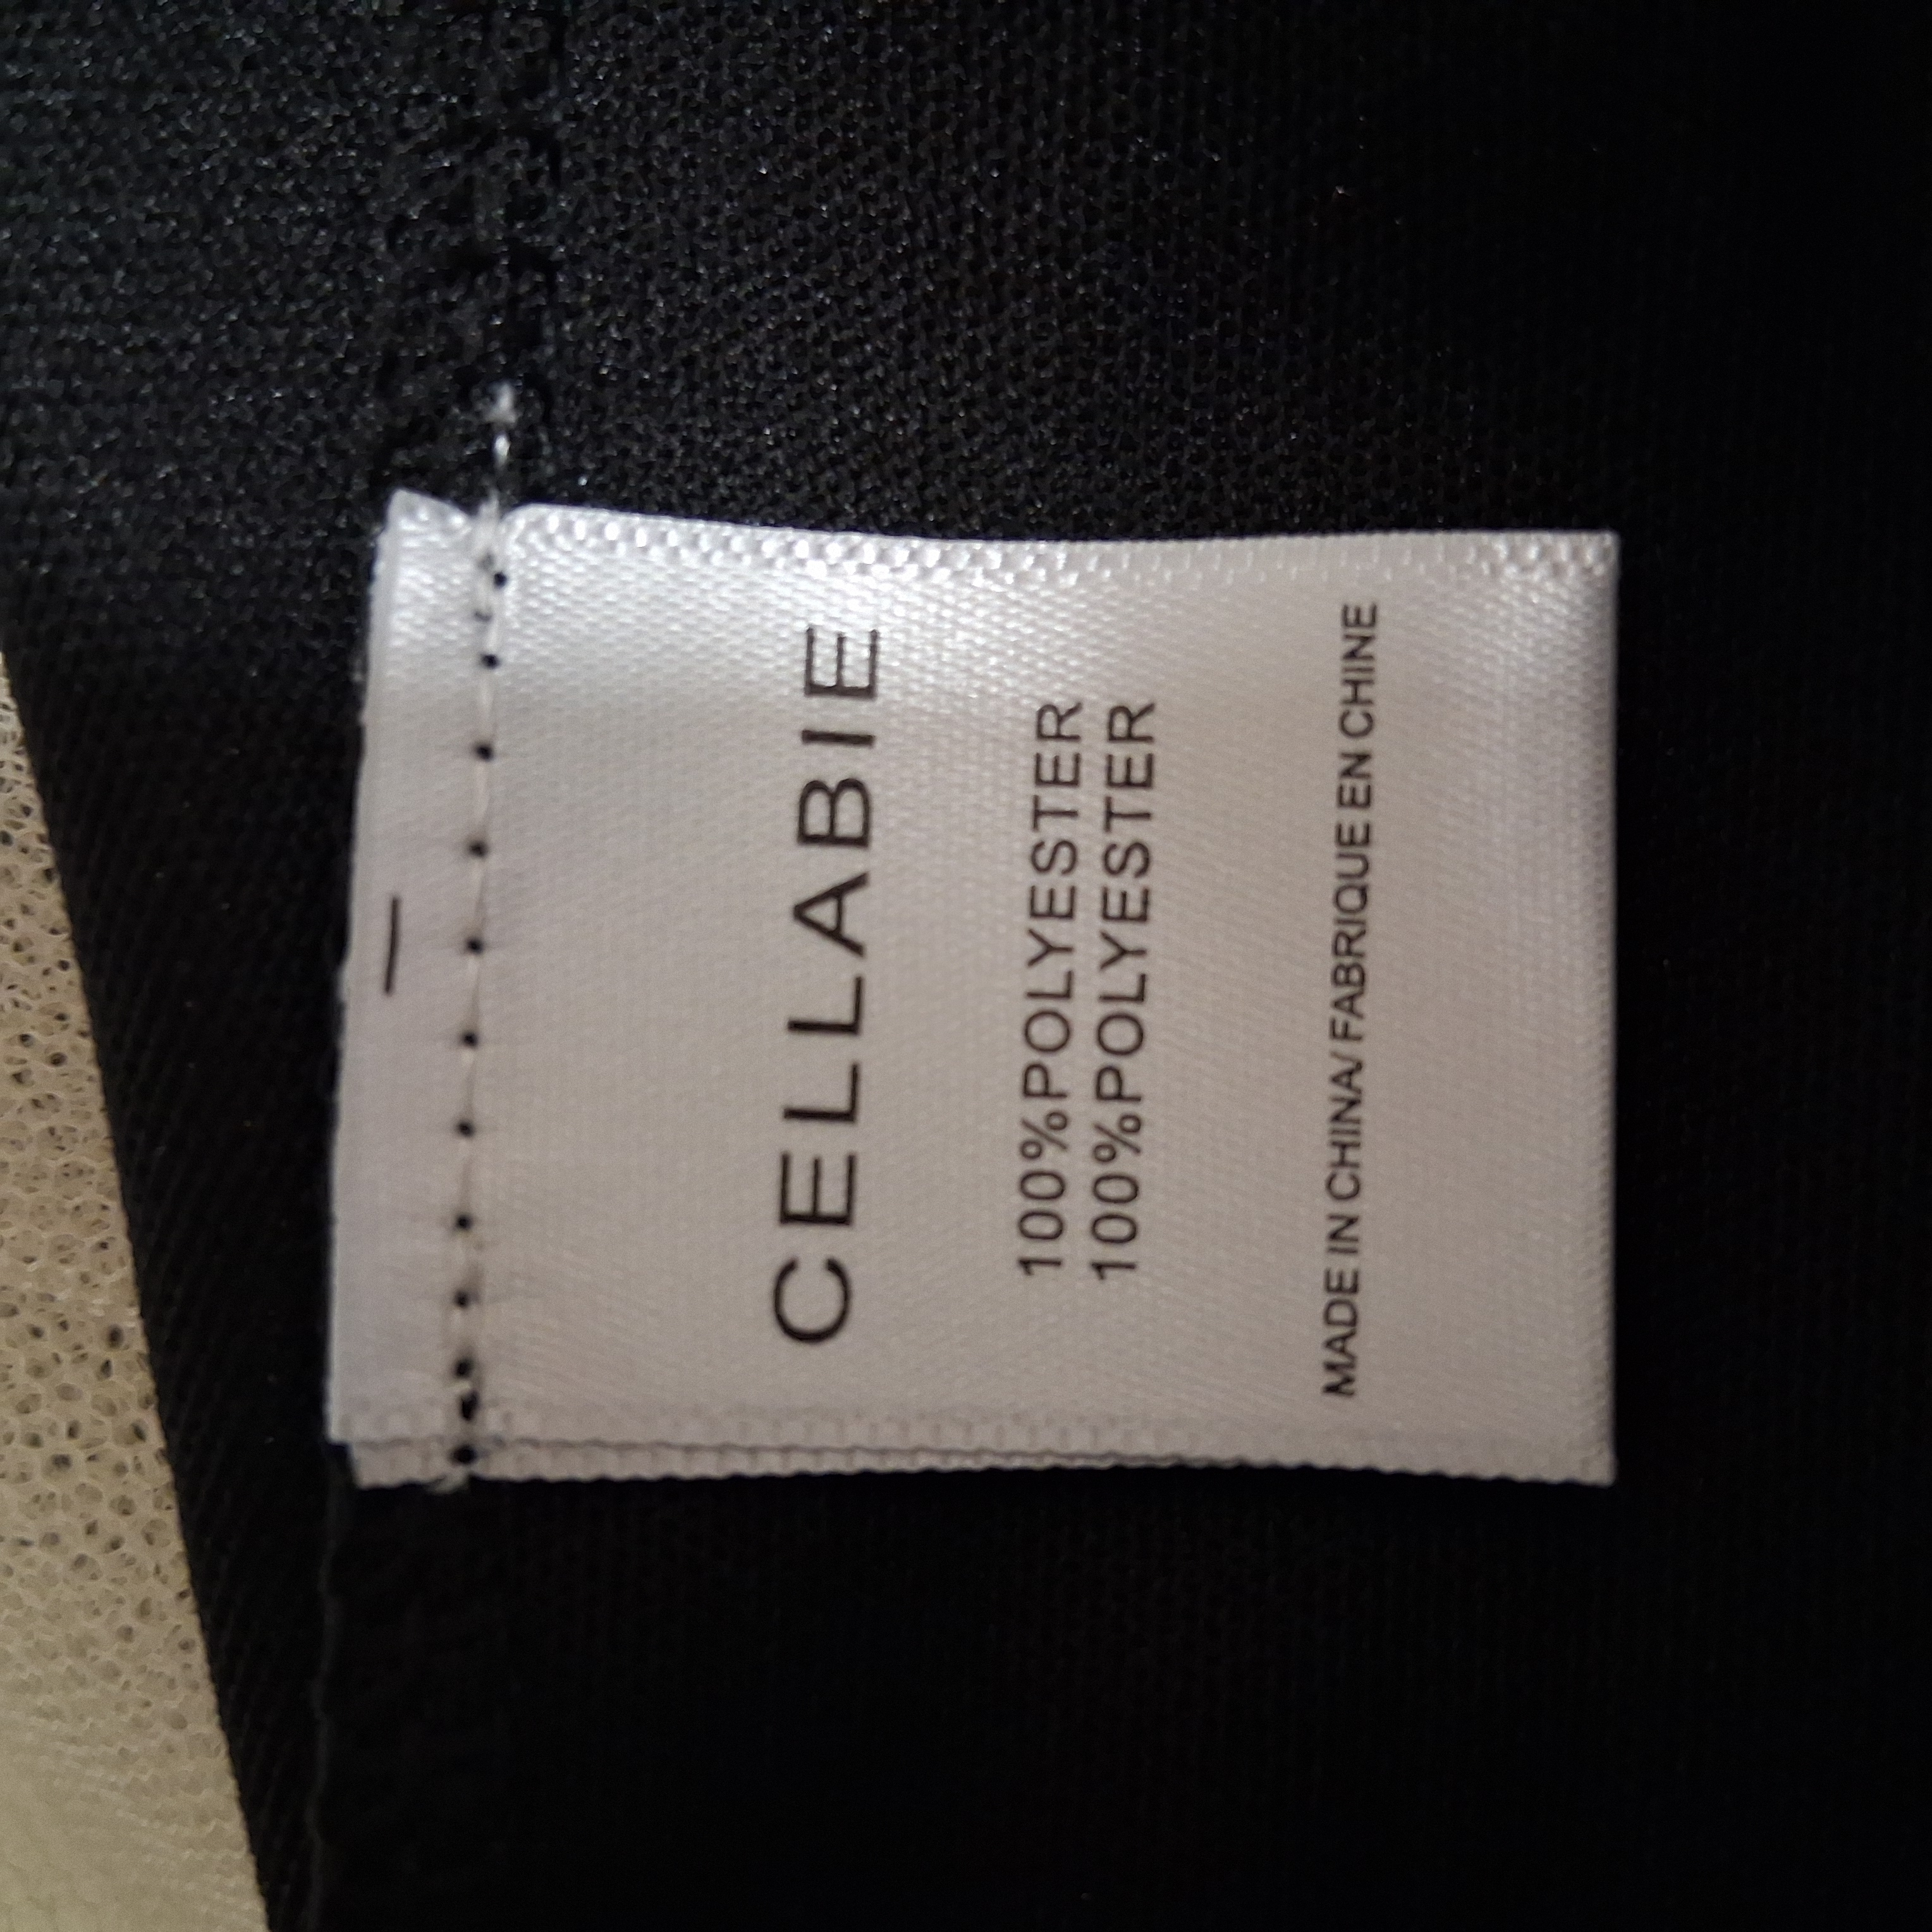 CELLABIE
100%POLYESTER
100%POLYESTER
MADE IN CHINA/ FABRIQUE EN CHINE